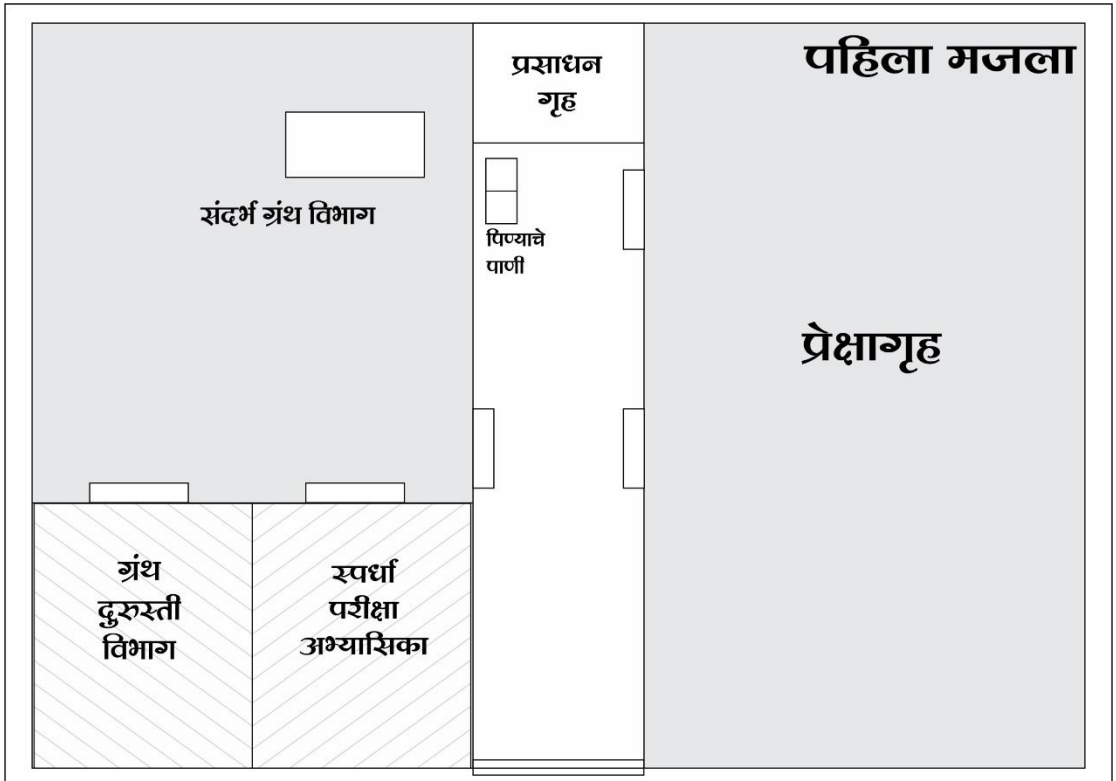 पहिला मजला
प्रसाधन
गृह
संदर्भ ग्रंथ विभाग
पिण्याचे
पाणी
प्रेक्षागृह
ग्रंथ
दुरुस्ती
विभाग
स्पर्धा
परीक्षा
अभ्यासिका